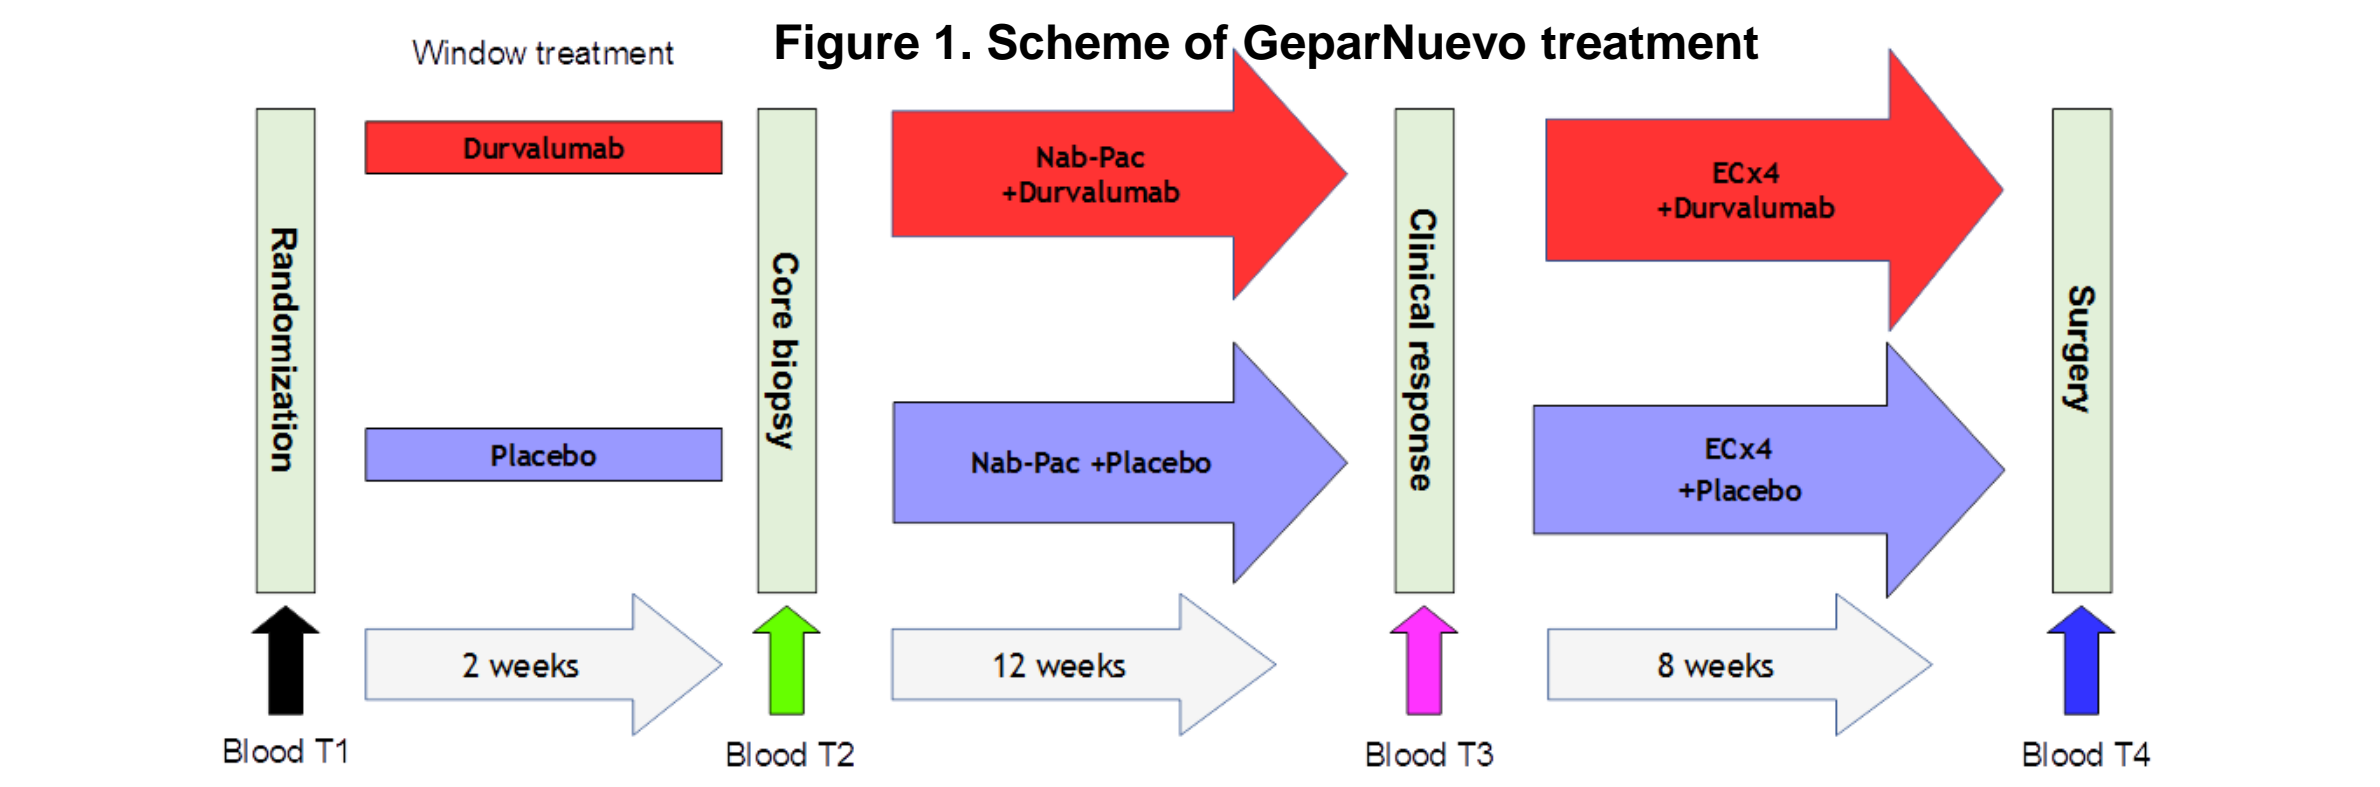 Figure 1. Scheme of GeparNuevo treatment
Window treatment
Randomization
Durvalumab
Placebo
Core biopsy
Nab-Pac
+Durvalumab
Nab-Pac +Placebo
Clinical response
ECx4
+Durvalumab
ECx4
+Placebo
Surgery
2 weeks
12 weeks
8 weeks
Blood T1
Blood T2
Blood T3
Blood T4